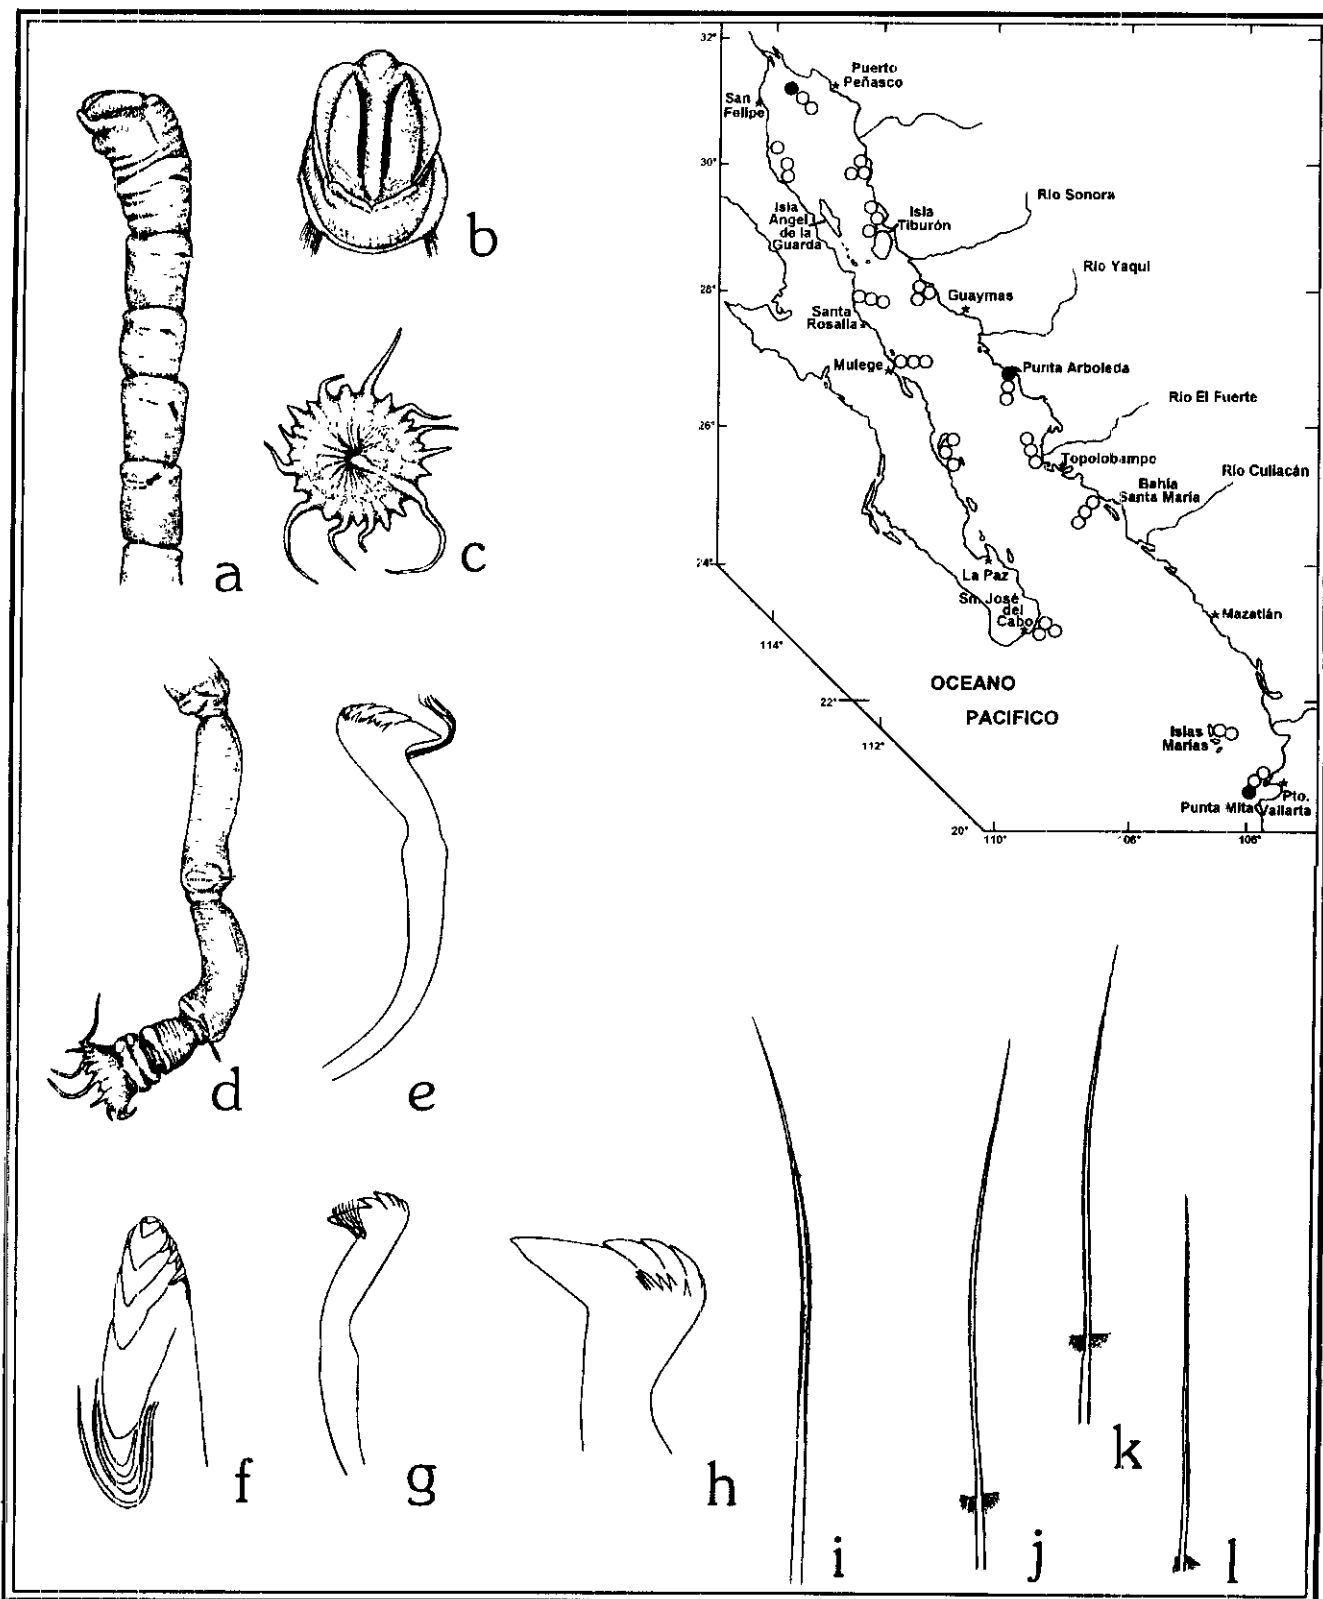 32°
Puerto
Peñasco
San
Felipe
30°
Río Sonora
Isla
Angel
de la
Guarda
Isla
Tiburón
Río Yaqui
28°
Guaymas
Santa
Rosalía
Mulege
Punta Arboleda
Río El Fuerte
26°
Topolobampo
Río Culiacán
Bahía
Santa María
24°
La Paz
Sn. José
del
Cabo
Mazatlán
114°
OCEANO
PACIFICO
22°
112°
Islas
Marías
Punta Mita
Pto.
Vallarta
20°
110°
106°
a
b
c
d
e
f
g
h
i
j
k
l